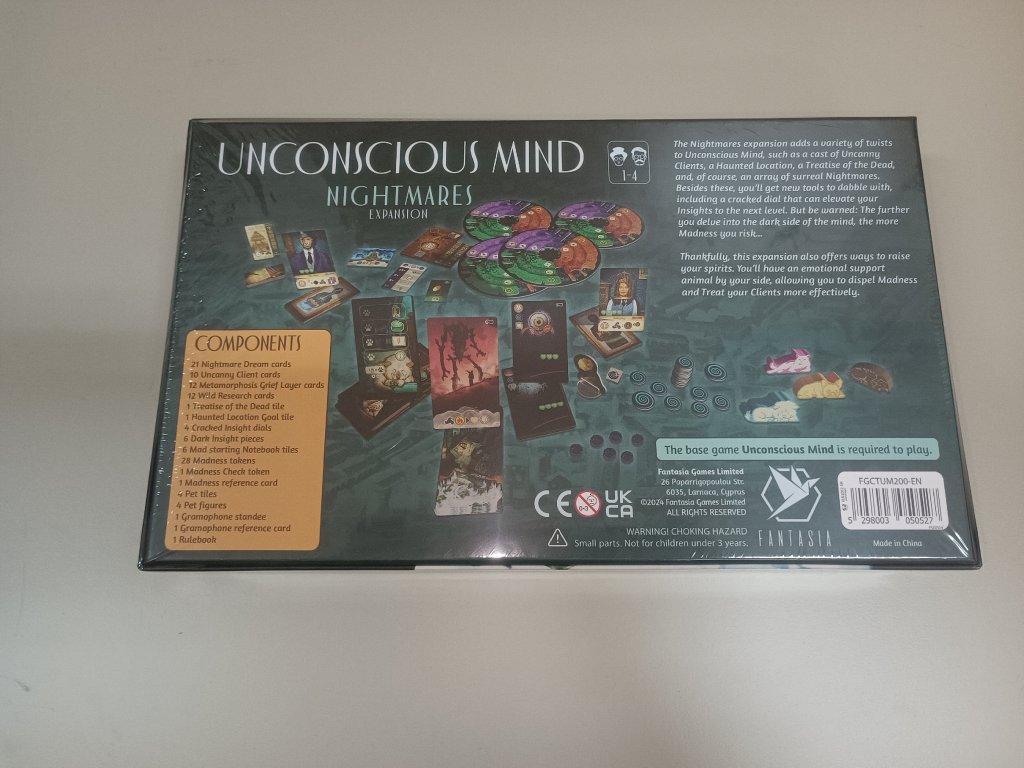 UNCONSCIOUS MIND
NIGHTMARES
EXPANSION
1-4
The Nightmares expansion adds a variety of twists
to Unconscious Mind, such as a cast of Uncanny
Clients, a Haunted Location, a Treatise of the Dead,
and, of course, an array of surreal Nightmares.
Besides these, you'll get new tools to dabble with,
including a cracked dial that can elevate your
Insights to the next level. But be warned: The further
you delve into the dark side of the mind, the more
Madness you risk...
Thankfully, this expansion also offers ways to raise
your spirits. You'll have an emotional support
animal by your side, allowing you to dispel Madness
and Treat your Clients more effectively.
COMPONENTS
21 Nightmare Dream cards
10 Uncanny Client cards
12 Metamorphosis Grief Layer cards
12 Wild Research cards
1 Treatise of the Dead tile
1 Haunted Location Goal tile
4 Cracked Insight dials
6 Dark Insight pieces
6 Mad starting Notebook tiles
28 Madness tokens
1 Madness Check token
1 Madness reference card
4 Pet tiles
4 Pet figures
1 Gramophone standee
1 Gramophone reference card
1 Rulebook
The base game Unconscious Mind is required to play.
Fantasia Games Limited
26 Paparrigopoulou Str.
6035, Larnaca, Cyprus
©2024 Fantasia Games Limited
ALL RIGHTS RESERVED
CE
0-3
UK
CA
WARNING! CHOKING HAZARD
Small parts. Not for children under 3 years.
FANTASIA
FGCTUM200-EN
5 298003 050527
Made in China